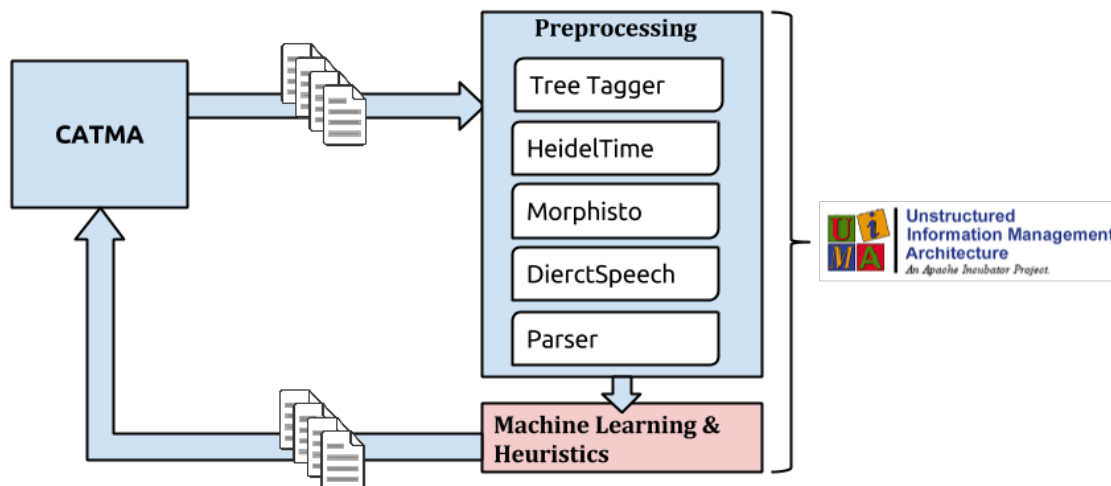 Preprocessing
Tree Tagger
CATMA
HeidelTime
Morphisto
DierctSpeech
Parser
Machine Learning &
Heuristics
UiMA
Unstructured
Information Management
Architecture
An Apache Incubator Project.